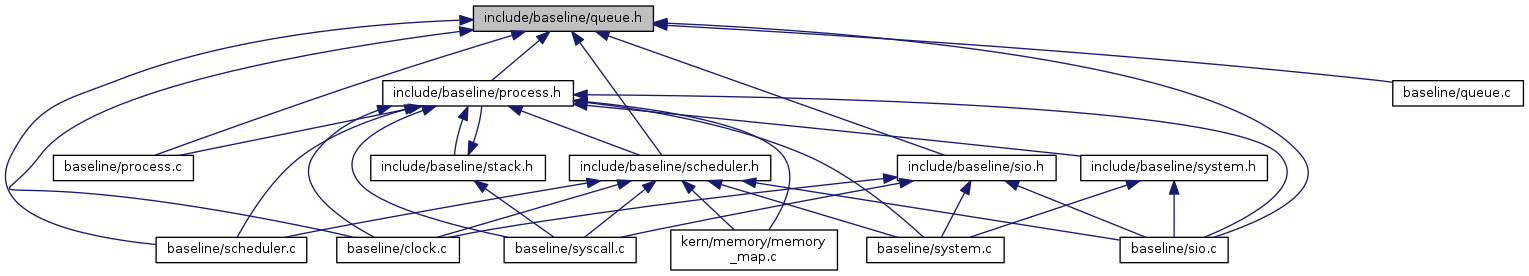 include/baseline/queue.h
include/baseline/process.h
baseline/queue.c
baseline/process.c
include/baseline/stack.h
include/baseline/scheduler.h
include/baseline/sio.h
include/baseline/system.h
baseline/scheduler.c
baseline/clock.c
baseline/syscall.c
kern/memory/memory
_map.c
baseline/system.c
baseline/sio.c